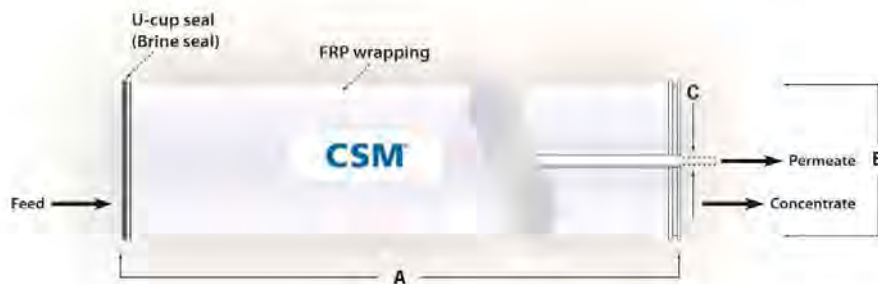 U-cup seal
(Brine seal)
FRP wrapping
C
CSM
Permeate
B
Feed
Concentrate
A